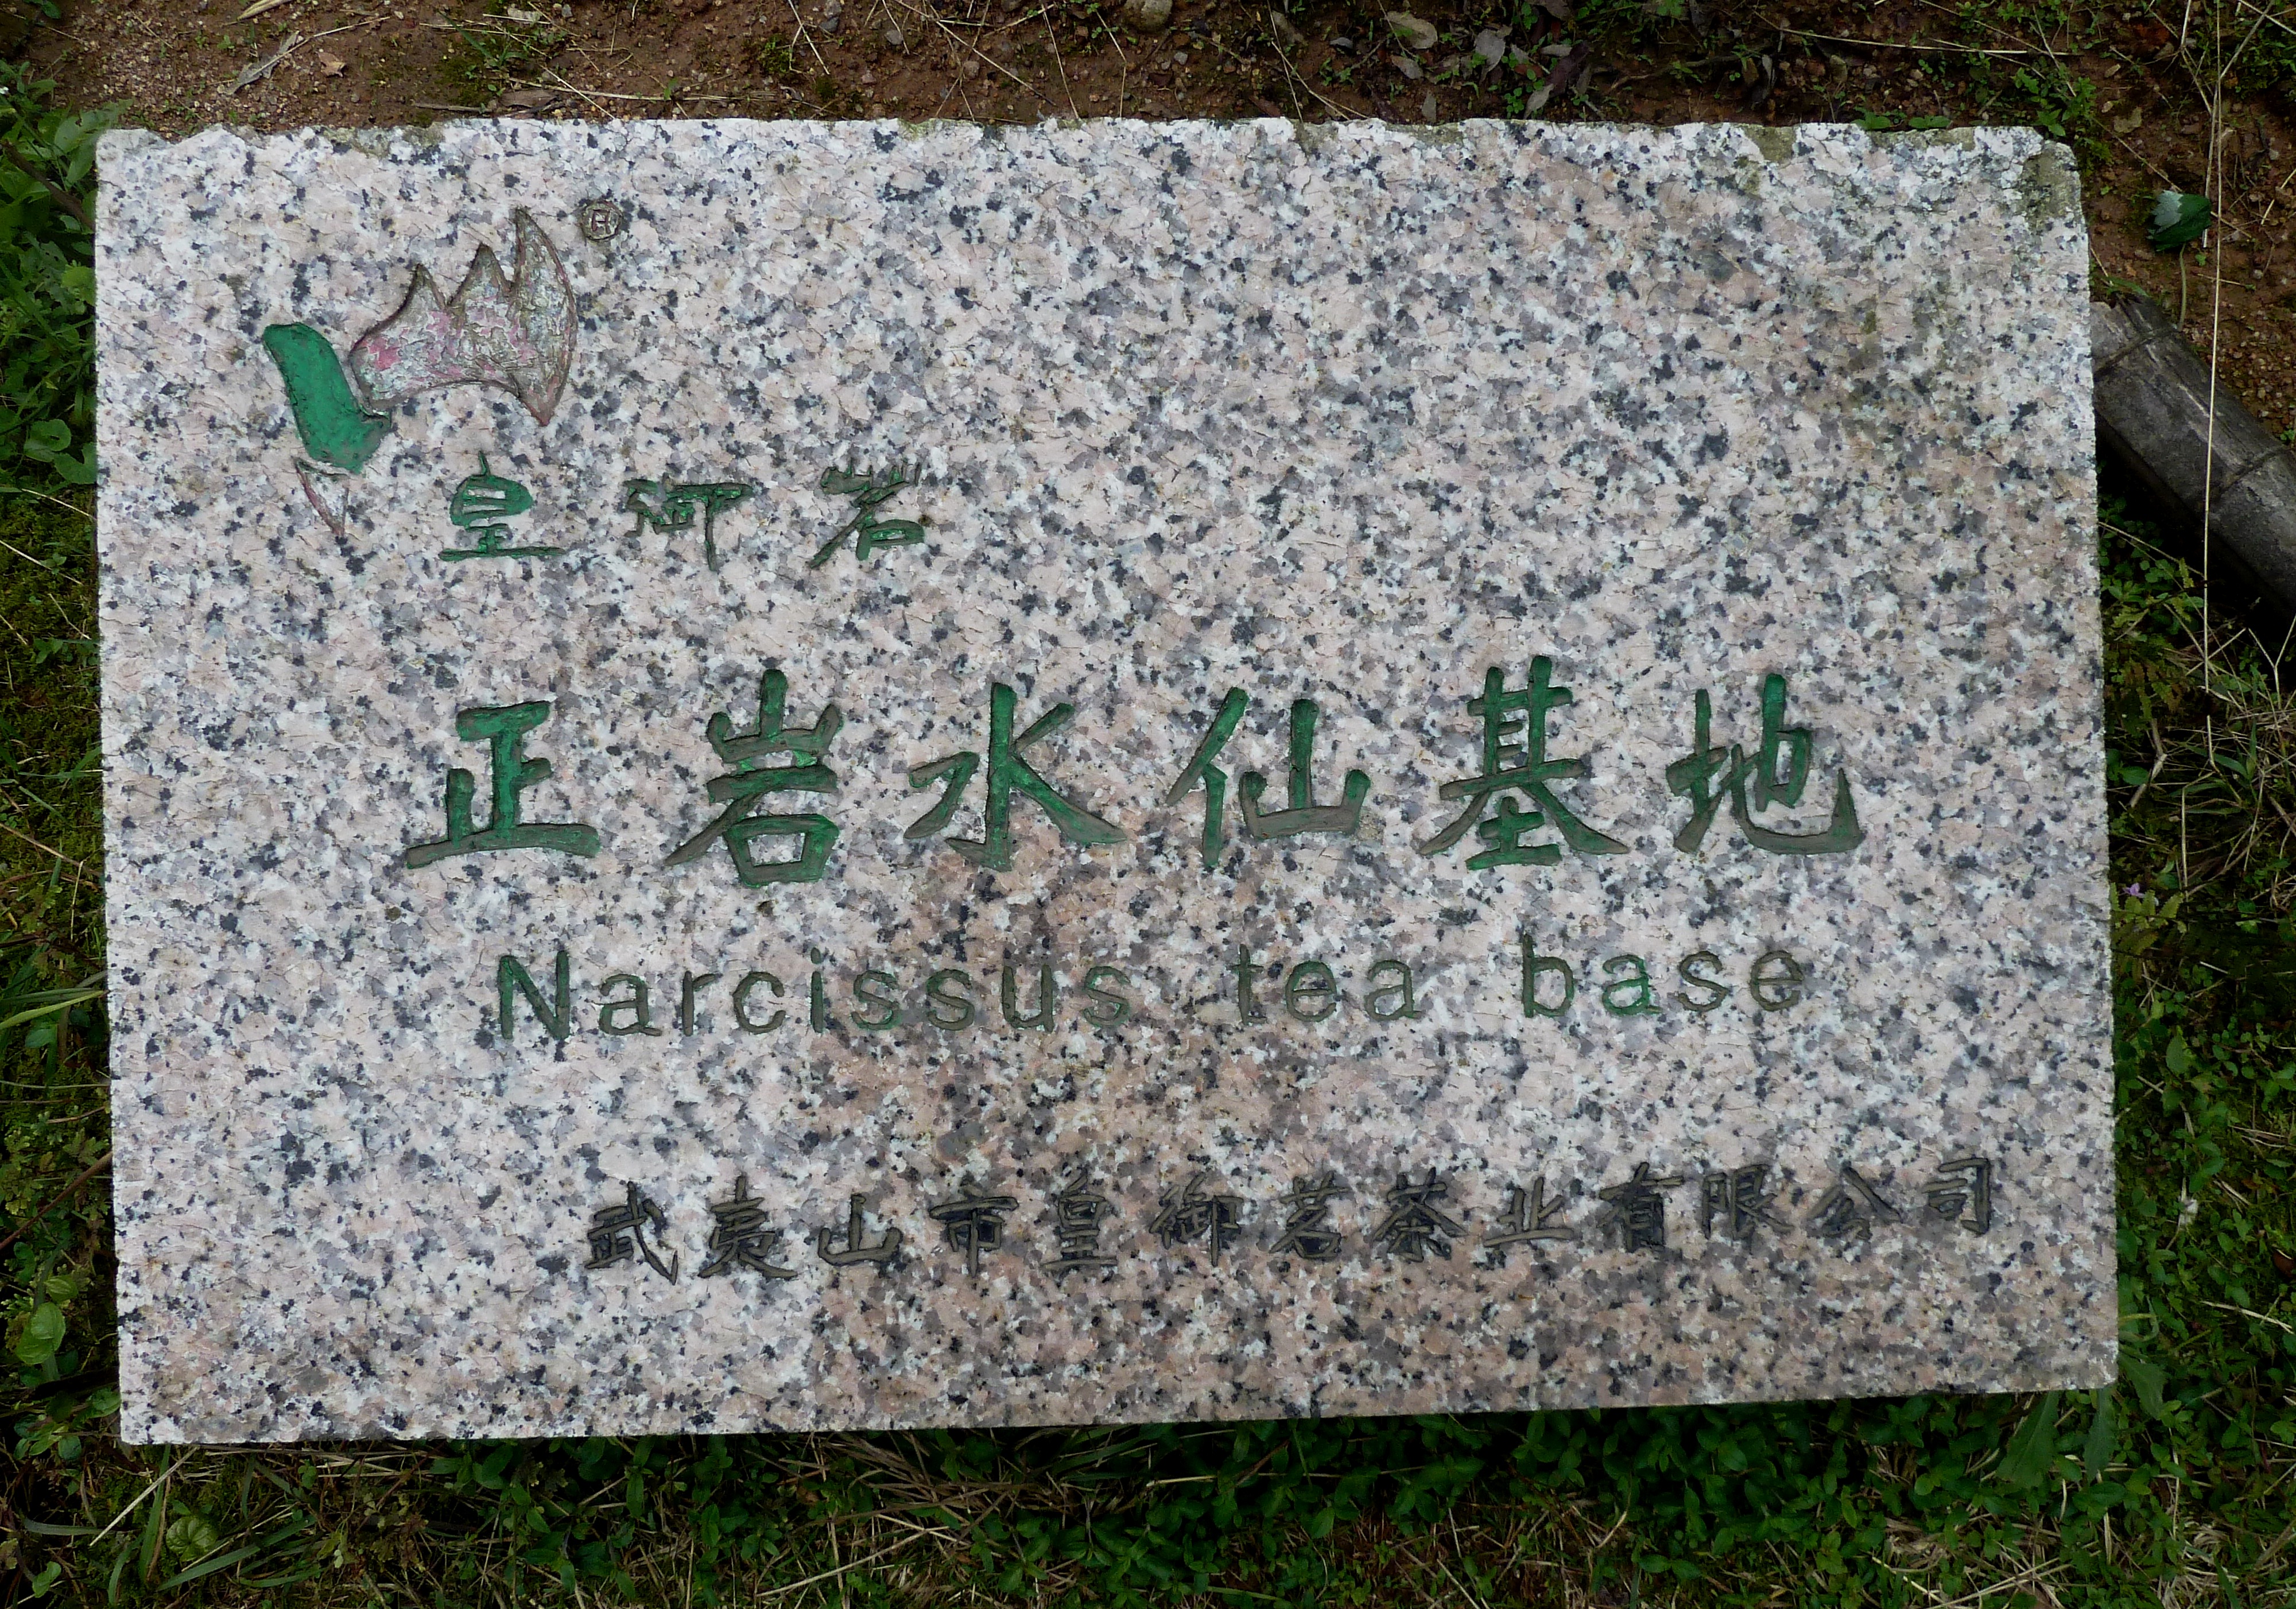 ®
皇御岩
正岩水仙基地
Narcissus tea base
武夷山市皇御茗茶业有限公司